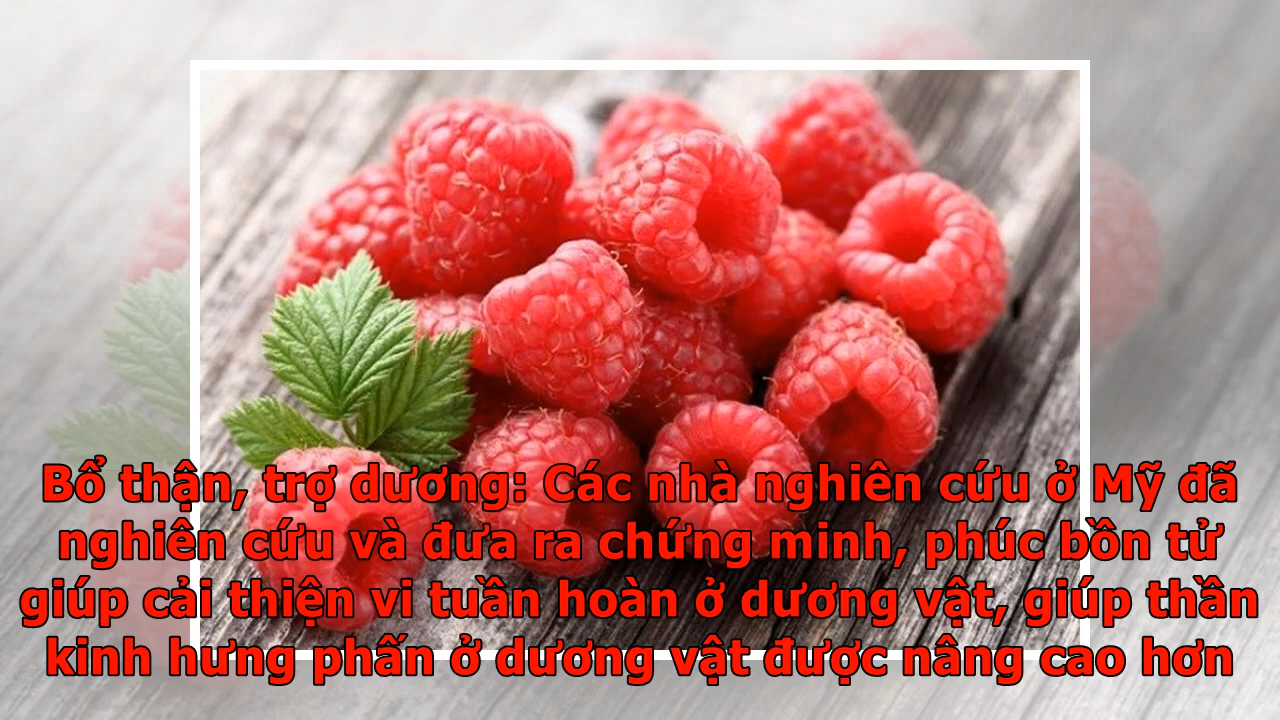 Bổ thận, trợ dương: Các nhà nghiên cứu ở Mỹ đã
nghiên cứu và đưa ra chứng minh, phúc bồn tử
giúp cải thiện vi tuần hoàn ở dương vật, giúp thần
kinh hưng phấn ở dương vật được nâng cao hơn